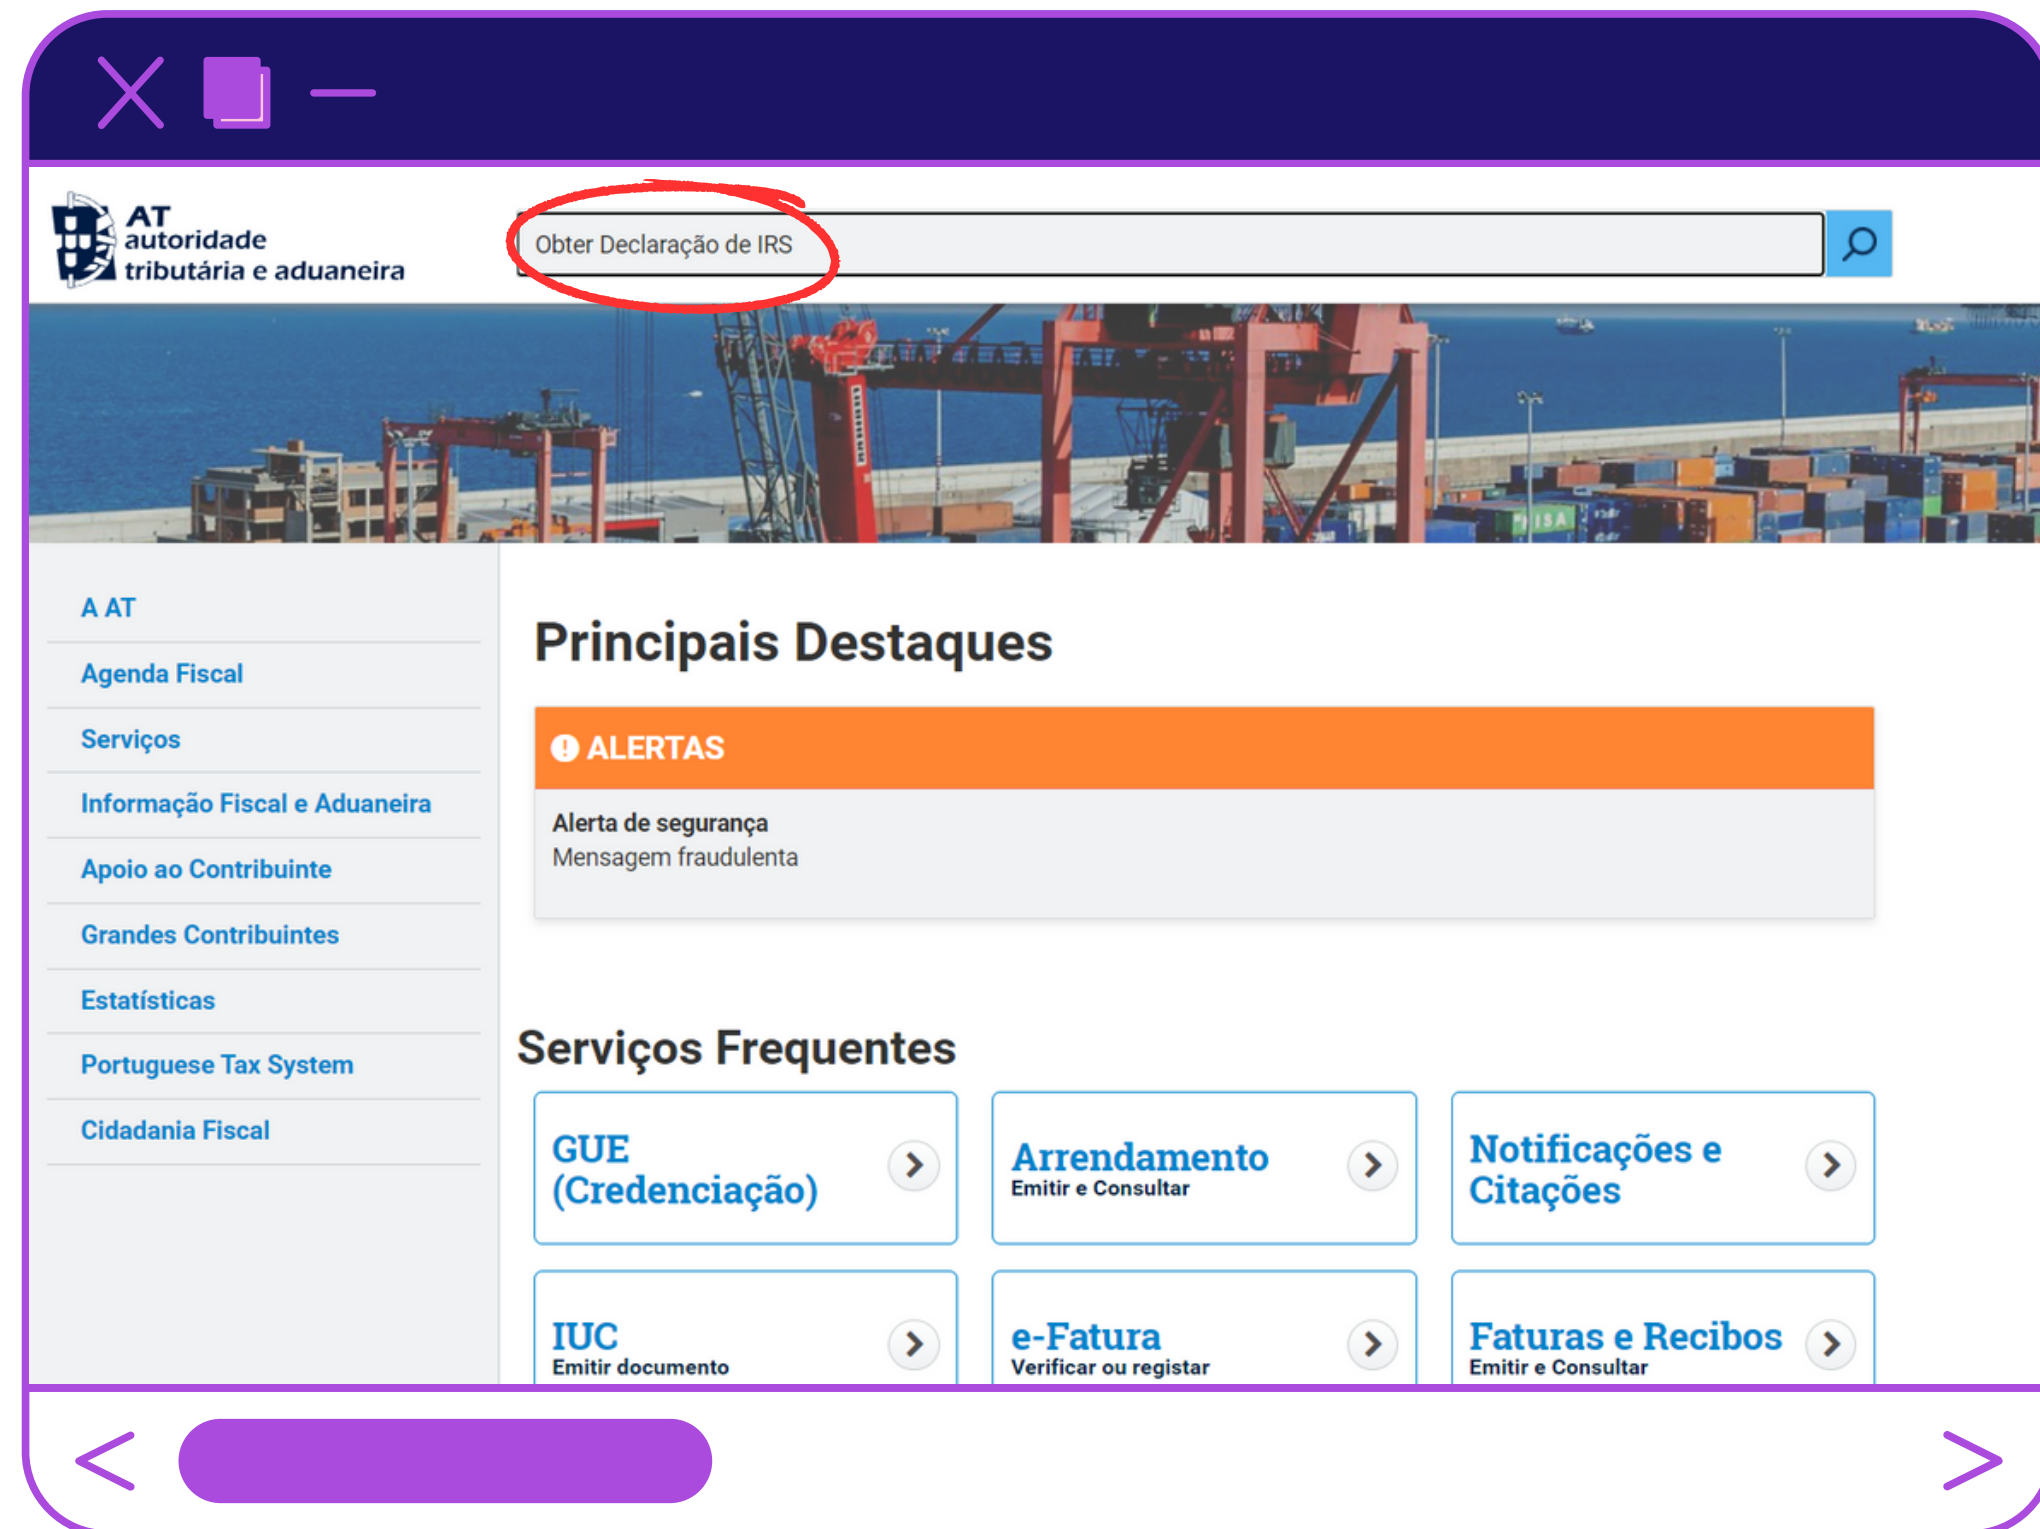 AT
autoridade
tributária e aduaneira
Obter Declaração de IRS
A AT
Agenda Fiscal
Serviços
Informação Fiscal e Aduaneira
Apoio ao Contribuinte
Grandes Contribuintes
Estatísticas
Portuguese Tax System
Cidadania Fiscal
Principais Destaques
ALERTAS
Alerta de segurança
Mensagem fraudulenta
Serviços Frequentes
GUE
(Credenciação)
Arrendamento
Emitir e Consultar
Notificações e
Citações
IUC
Emitir documento
e-Fatura
Verificar ou registar
Faturas e Recibos
Emitir e Consultar